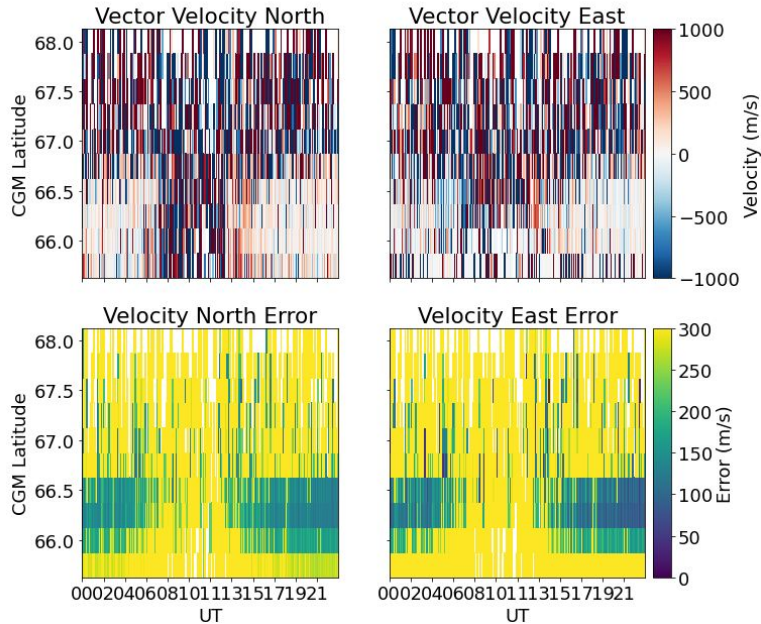 Vector Velocity North
Vector Velocity East
68.0
67.5
67.0
66.5
66.0
CGM Latitude
1000
500
0
−500
−1000
Velocity (m/s)
Velocity North Error
Velocity East Error
68.0
67.5
67.0
66.5
66.0
CGM Latitude
300
250
200
150
100
50
0
Error (m/s)
000204060810111315171921
000204060810111315171921
UT
UT